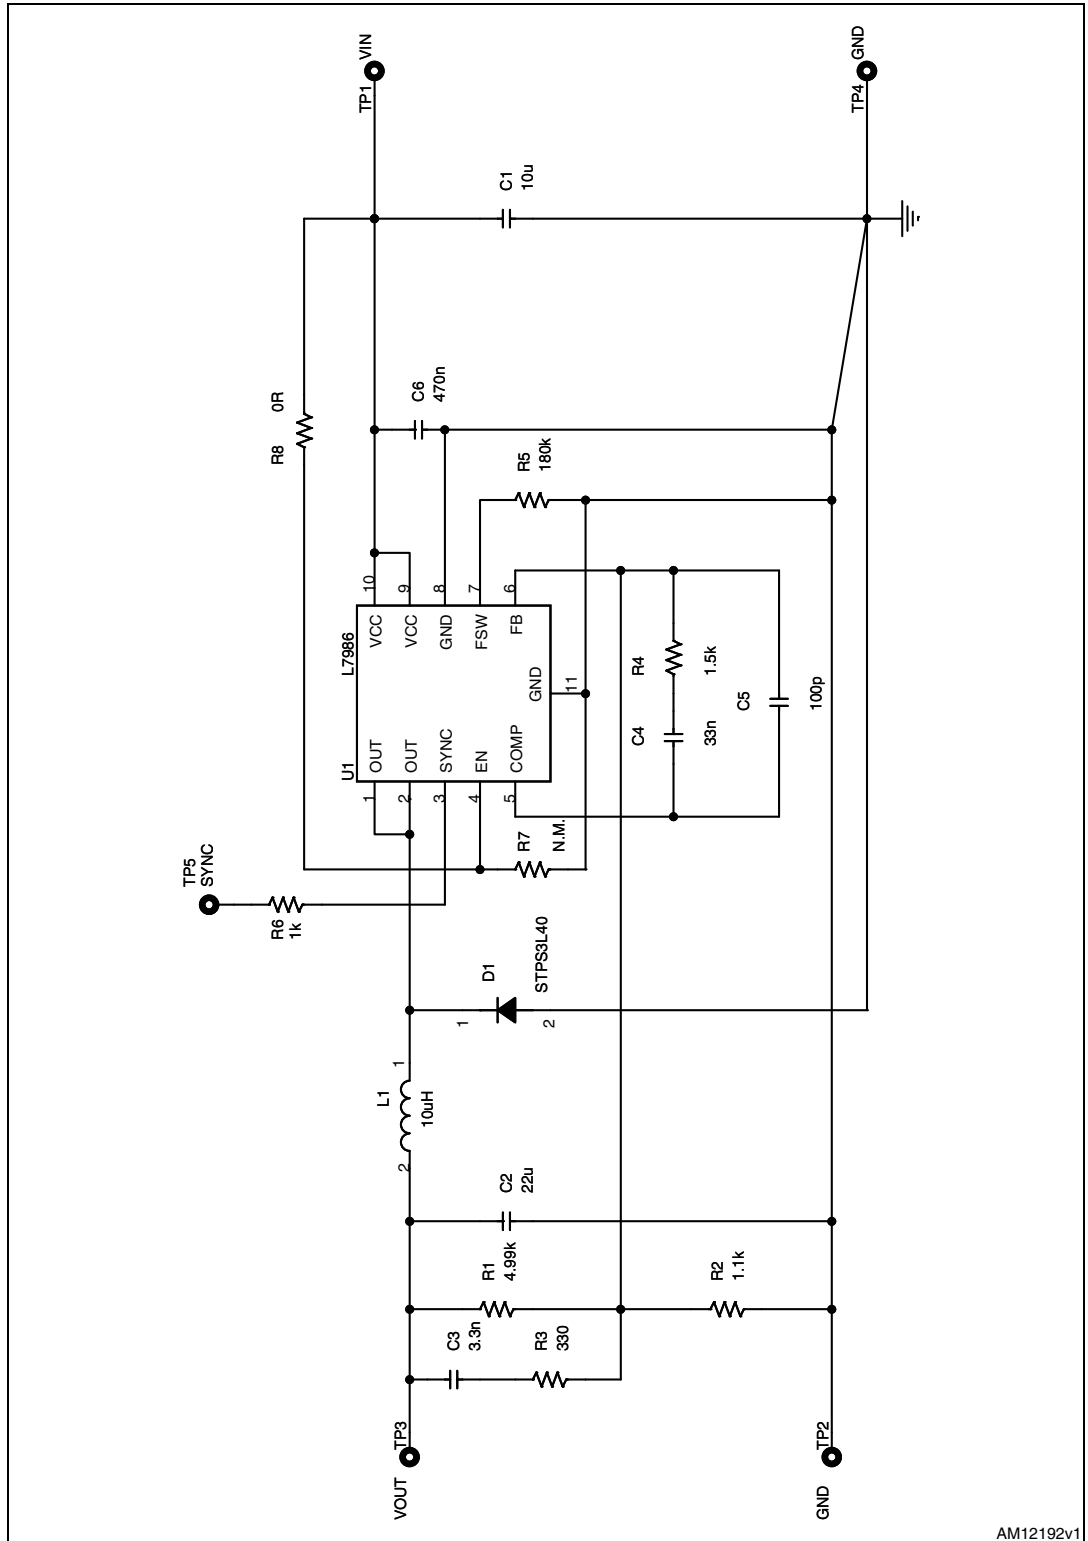 VIN
TP1
GND
TP4
C1
10u
R8 0R
C6
470n
R5
180k
L7986
U1
10 VCC
9 VCC
8 GND
7 FSW
6 FB
11 GND
1 OUT
2 OUT
3 SYNC
4 EN
5 COMP
R4
1.5k
C4
33n
C5
100p
R7
N.M.
TP5
SYNC
R6
1k
D1
STPS3L40
1
2
L1
10uH
1
2
C2
22u
R1
4.99k
R2
1.1k
C3
3.3n
R3
330
TP3
VOUT
TP2
GND
AM12192v1